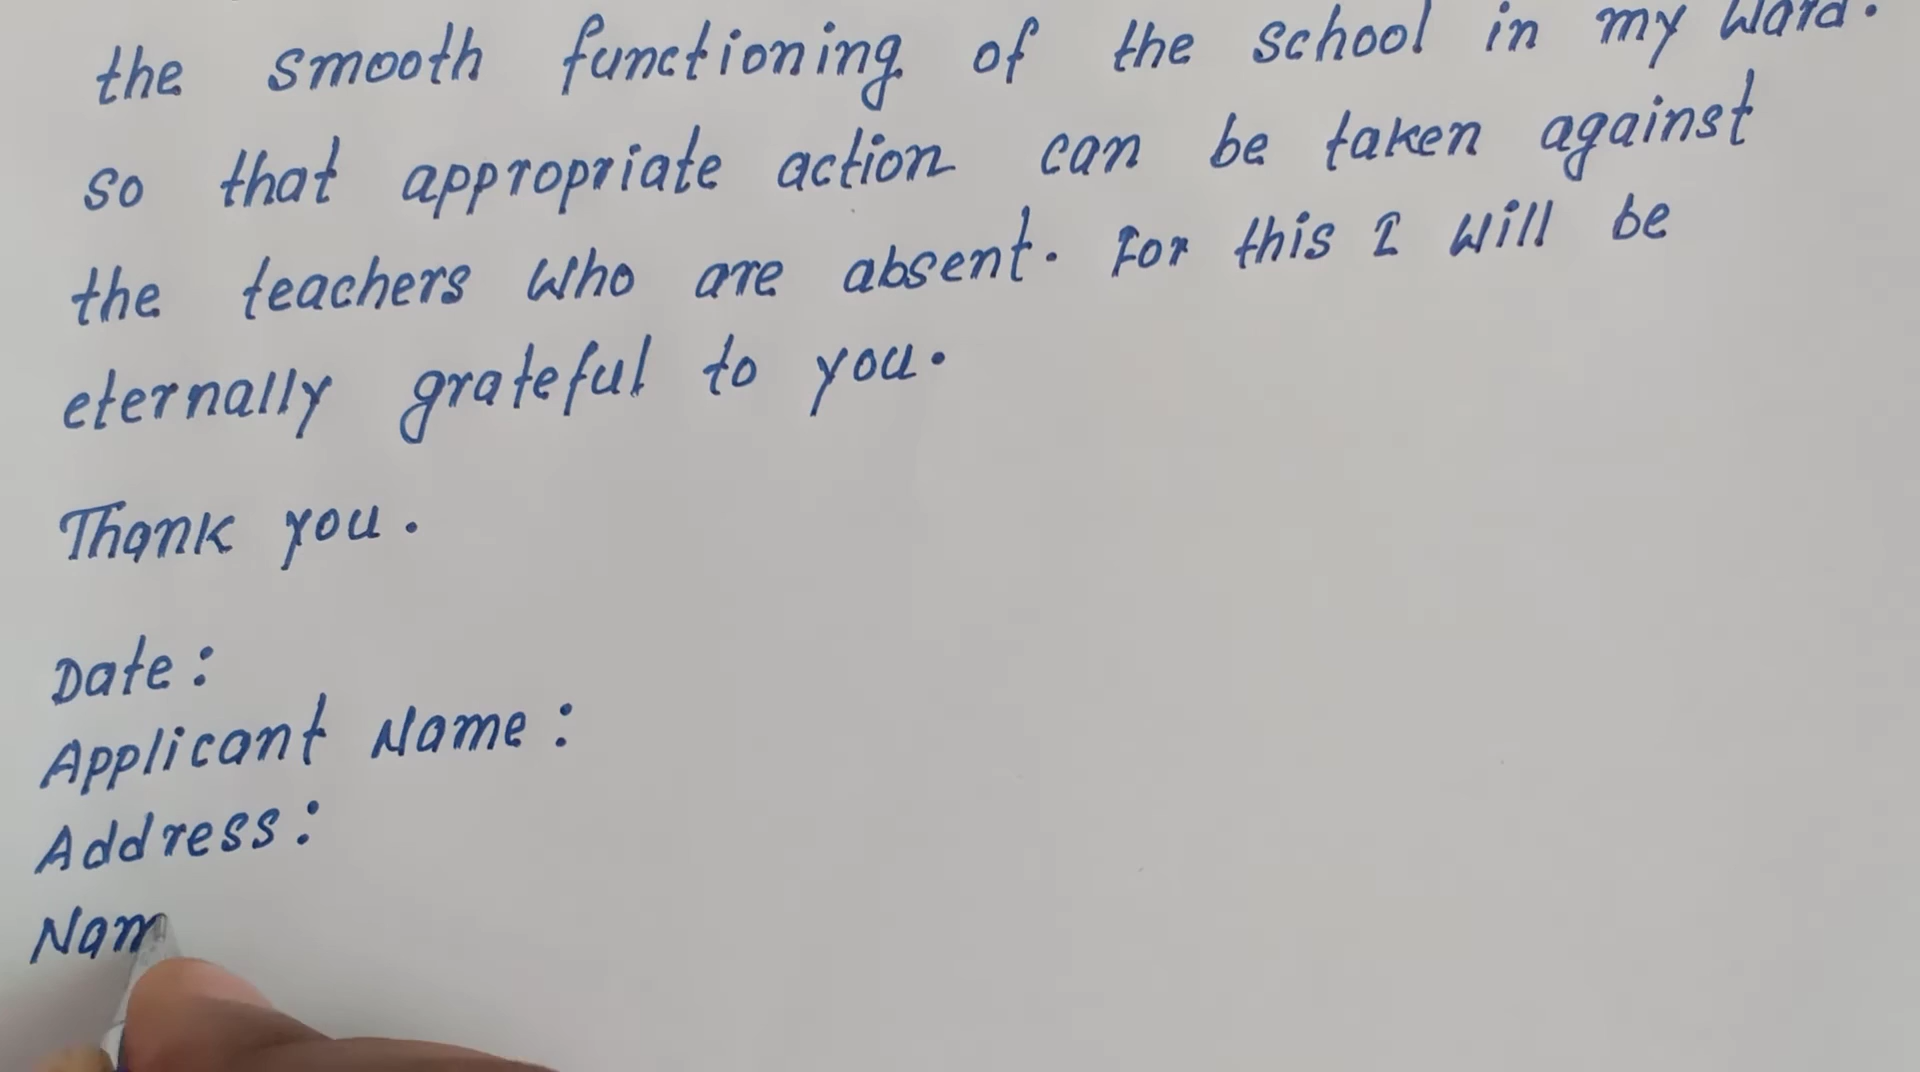 the smooth functioning of the school in my ward.
so that appropriate action can be taken against
the teachers who are absent. For this I will be
eternally grateful to you.
Thank you.
Date:
Applicant Name:
Address:
Nam